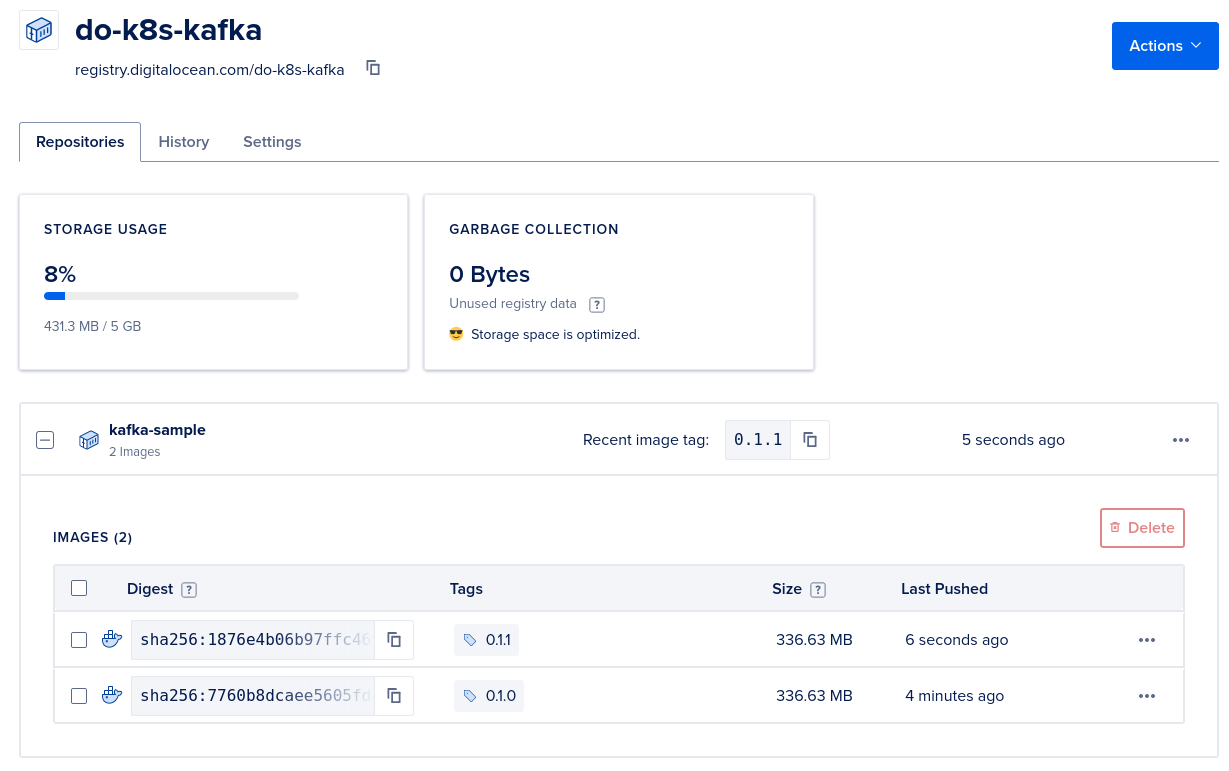 do-k8s-kafka
registry.digitalocean.com/do-k8s-kafka
Actions
Repositories History Settings
STORAGE USAGE
8%
431.3 MB / 5 GB
GARBAGE COLLECTION
0 Bytes
Unused registry data ?
😎 Storage space is optimized.
kafka-sample
2 Images
Recent image tag: 0.1.1 5 seconds ago
IMAGES (2)
Delete
Digest ? Tags Size ? Last Pushed
sha256:1876e4b06b97ffc46 0.1.1 336.63 MB 6 seconds ago
sha256:7760b8dcaee5605fd 0.1.0 336.63 MB 4 minutes ago